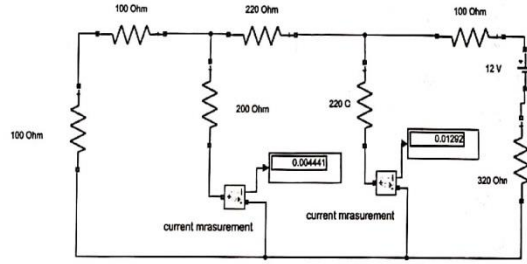 100 Ohm
220 Ohm
100 Ohm
12 V
200 Ohm
220 Ω
100 Ohm
0.004441
0.01292
320 Ohm
current mrasurement
current mrasurement